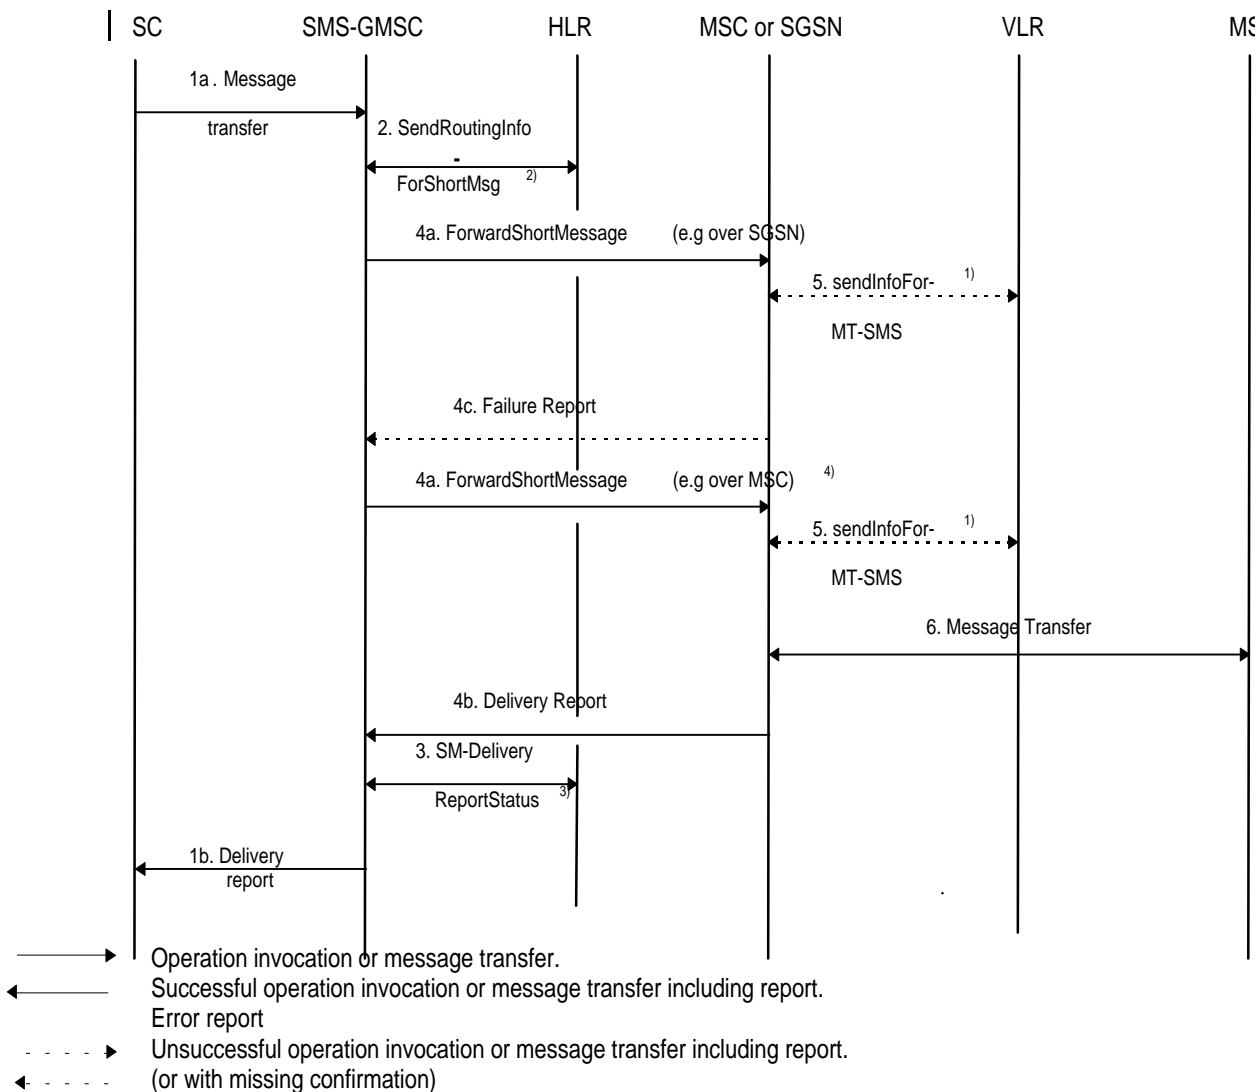 SC SMS-GMSC HLR MSC or SGSN VLR MS
1a. Message
transfer
2. SendRoutingInfo
-
ForShortMsg 2)
4a. ForwardShortMessage (e.g over SGSN)
5. sendInfoFor- 1)
MT-SMS
4c. Failure Report
4a. ForwardShortMessage (e.g over MSC) 4)
5. sendInfoFor- 1)
MT-SMS
6. Message Transfer
4b. Delivery Report
3. SM-Delivery
ReportStatus 3)
1b. Delivery
report
Operation invocation or message transfer.
Successful operation invocation or message transfer including report.
Error report
Unsuccessful operation invocation or message transfer including report.
(or with missing confirmation)